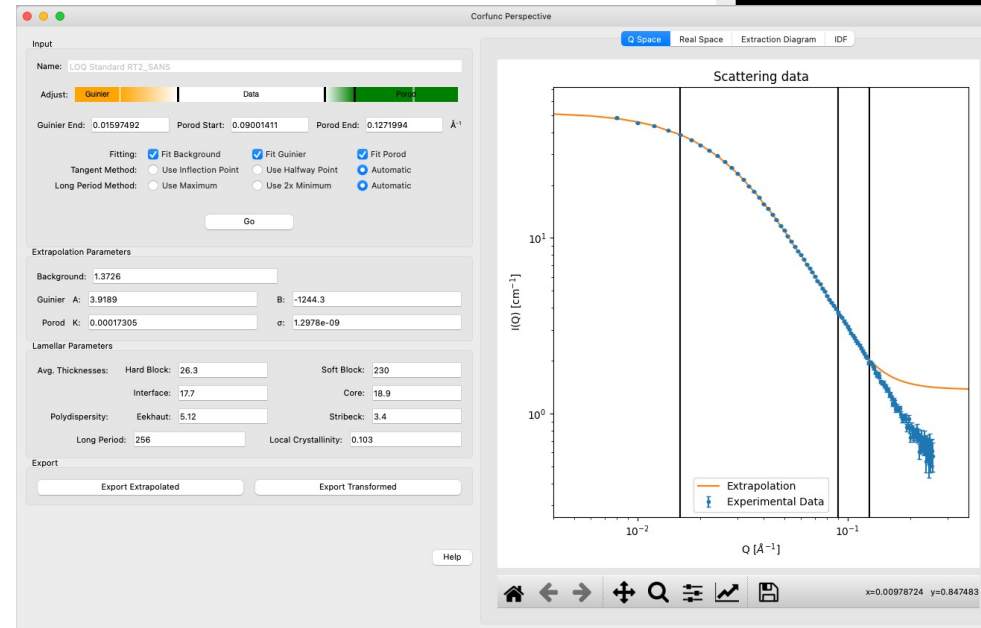 Corfunc Perspective
Input
Name: LOQ Standard RT2_SANS
Adjust: Guinier Data Porod
Guinier End: 0.01597492 Porod Start: 0.09001411 Porod End: 0.1271994 Å⁻¹
Fitting: Fit Background Fit Guinier Fit Porod
Tangent Method: Use Inflection Point Use Halfway Point Automatic
Long Period Method: Use Maximum Use 2x Minimum Automatic
Go
Extrapolation Parameters
Background: 1.3726
Guinier A: 3.9189 B: -1244.3
Porod K: 0.00017305 σ: 1.2978e-09
Lamellar Parameters
Avg. Thicknesses: Hard Block: 26.3 Soft Block: 230
Interface: 17.7 Core: 18.9
Polydispersity: Eekhaut: 5.12 Stribeck: 3.4
Long Period: 256 Local Crystallinity: 0.103
Export
Export Extrapolated Export Transformed
Help
Q Space Real Space Extraction Diagram IDF
Scattering data
I(Q) [cm⁻¹]
10¹
10⁰
Extrapolation
Experimental Data
10⁻² 10⁻¹
Q [Å⁻¹]
x=0.00978724 y=0.847483